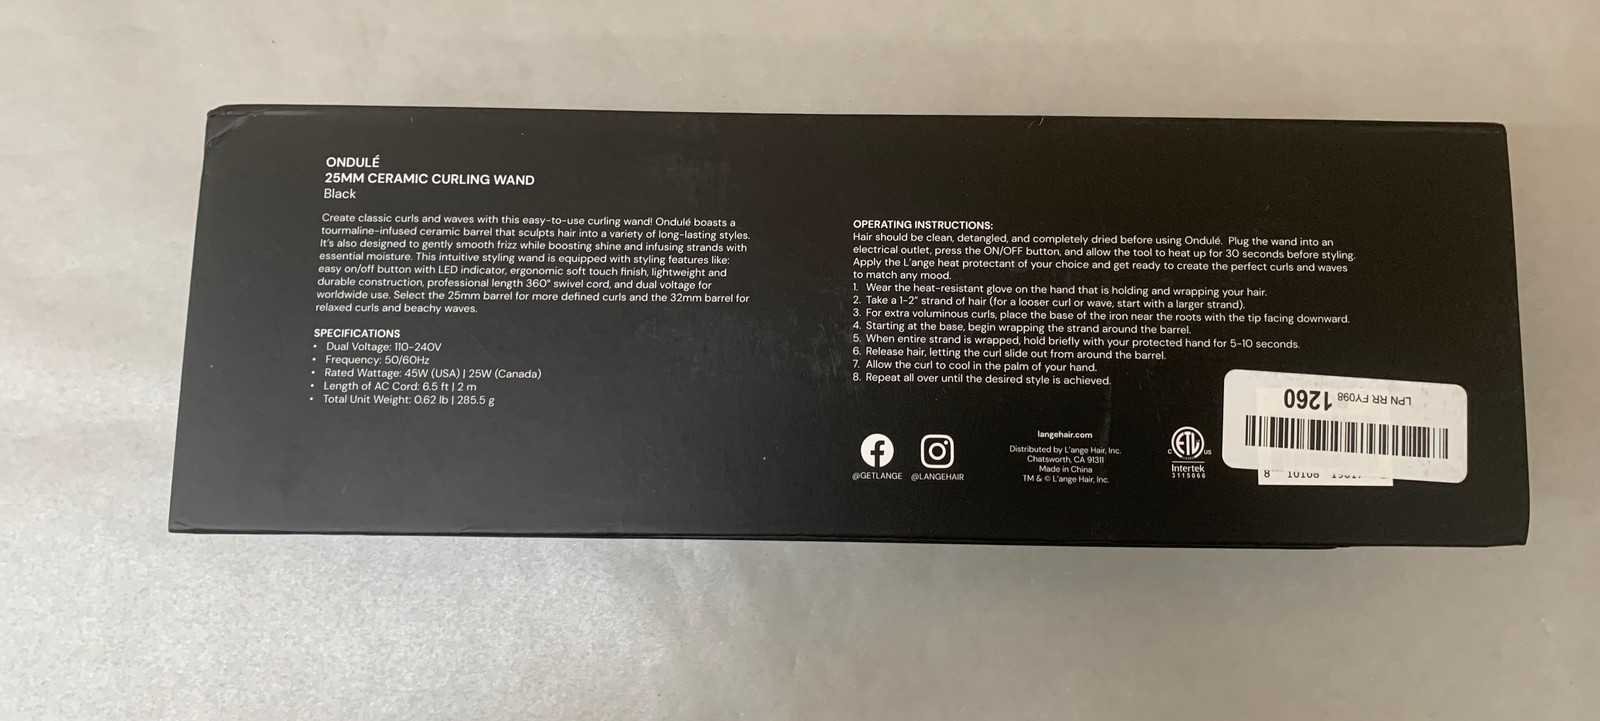 ONDULÉ
25MM CERAMIC CURLING WAND
Black
Create classic curls and waves with this easy-to-use curling wand! Ondulé boasts a
tourmaline-infused ceramic barrel that sculpts hair into a variety of long-lasting styles.
It's also designed to gently smooth frizz while boosting shine and infusing strands with
essential moisture. This intuitive styling wand is equipped with styling features like:
easy on/off button with LED indicator, ergonomic soft touch finish, lightweight and
durable construction, professional length 360° swivel cord, and dual voltage for
worldwide use. Select the 25mm barrel for more defined curls and the 32mm barrel for
relaxed curls and beachy waves.
SPECIFICATIONS
• Dual Voltage: 110-240V
• Frequency: 50/60Hz
• Rated Wattage: 45W (USA) | 25W (Canada)
• Length of AC Cord: 6.5 ft | 2 m
• Total Unit Weight: 0.62 lb | 285.5 g
OPERATING INSTRUCTIONS:
Hair should be clean, detangled, and completely dried before using Ondulé. Plug the wand into an
electrical outlet, press the ON/OFF button, and allow the tool to heat up for 30 seconds before styling.
Apply the L'ange heat protectant of your choice and get ready to create the perfect curls and waves
to match any mood.
1. Wear the heat-resistant glove on the hand that is holding and wrapping your hair.
2. Take a 1-2" strand of hair (for a looser curl or wave, start with a larger strand).
3. For extra voluminous curls, place the base of the iron near the roots with the tip facing downward.
4. Starting at the base, begin wrapping the strand around the barrel.
5. When entire strand is wrapped, hold briefly with your protected hand for 5-10 seconds.
6. Release hair, letting the curl slide out from around the barrel.
7. Allow the curl to cool in the palm of your hand.
8. Repeat all over until the desired style is achieved.
@GETLANGE
@LANGEHAIR
langehair.com
Distributed by L'ange Hair, Inc.
Chatsworth, CA 91311
Made in China
TM & © L'ange Hair, Inc.
C ETL US
Intertek
3115066
LPN RR FY098 1260
8